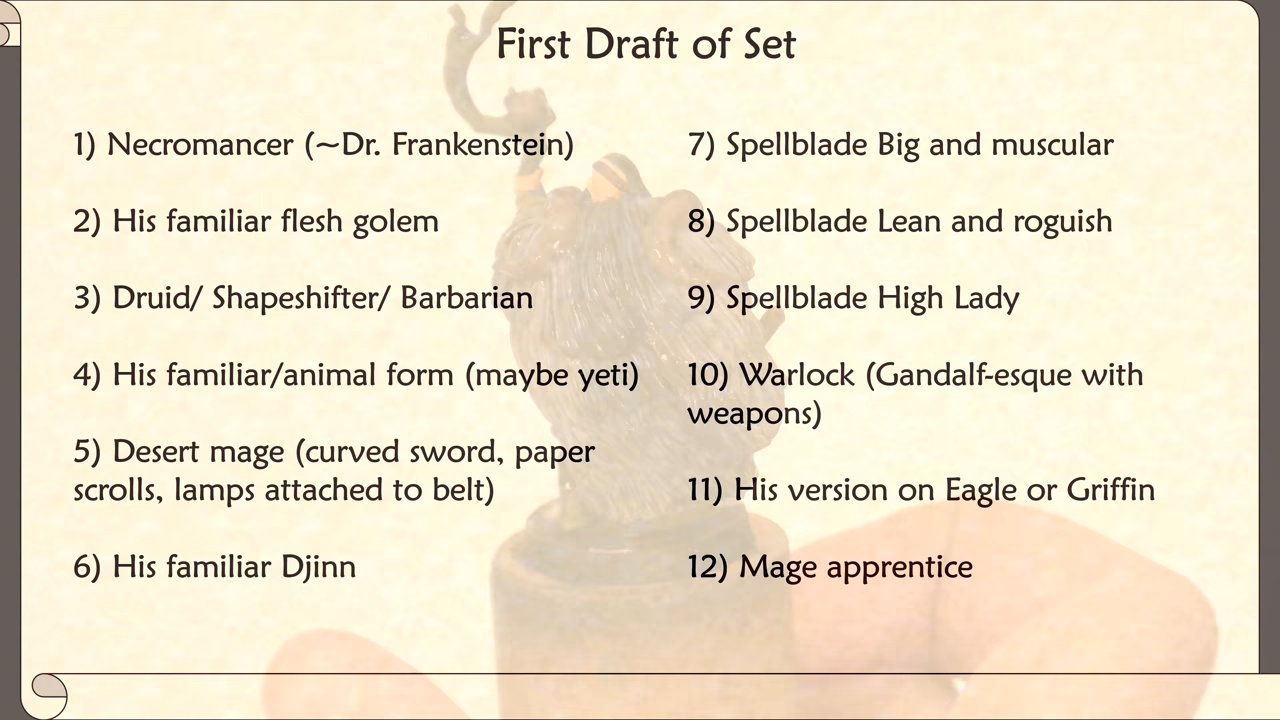 First Draft of Set
1) Necromancer (~Dr. Frankenstein)
2) His familiar flesh golem
3) Druid/ Shapeshifter/ Barbarian
4) His familiar/animal form (maybe yeti)
5) Desert mage (curved sword, paper
scrolls, lamps attached to belt)
6) His familiar Djinn
7) Spellblade Big and muscular
8) Spellblade Lean and roguish
9) Spellblade High Lady
10) Warlock (Gandalf-esque with
weapons)
11) His version on Eagle or Griffin
12) Mage apprentice